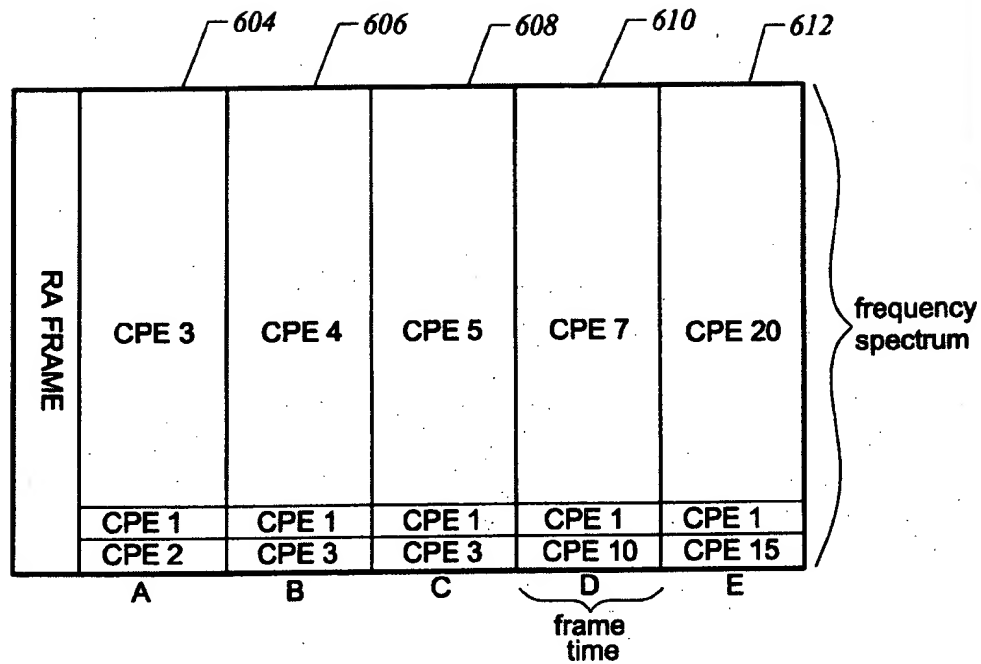 604 606 608 610 612
RA FRAME
CPE 3 CPE 4 CPE 5 CPE 7 CPE 20
frequency
spectrum
CPE 1 CPE 1 CPE 1 CPE 1 CPE 1
CPE 2 CPE 3 CPE 3 CPE 10 CPE 15
A B C D E
frame
time